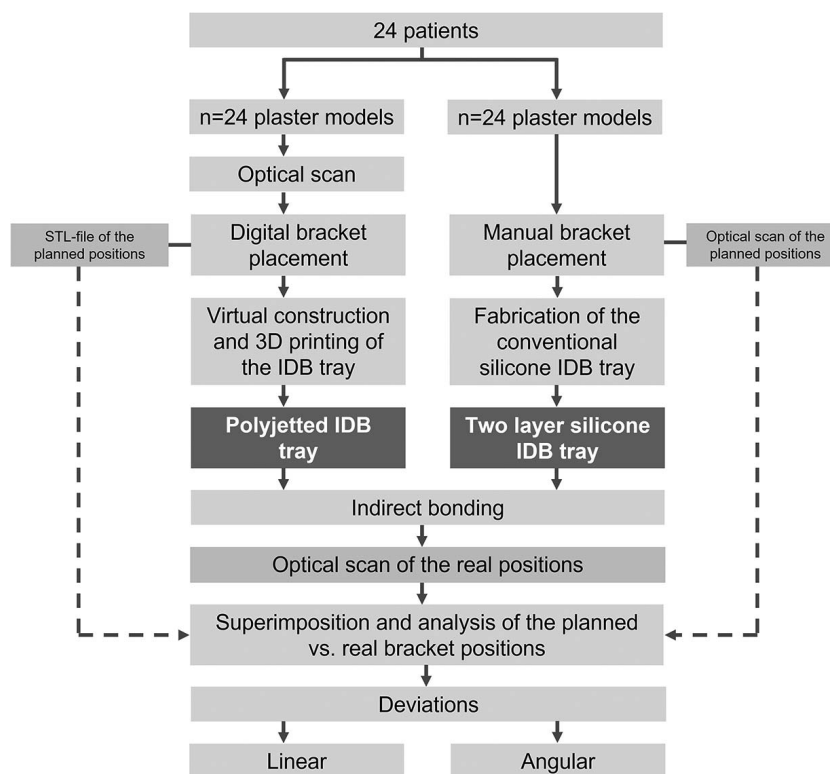 24 patients
n=24 plaster models
n=24 plaster models
Optical scan
STL-file of the
planned positions
Digital bracket
placement
Manual bracket
placement
Optical scan of the
planned positions
Virtual construction
and 3D printing of
the IDB tray
Fabrication of the
conventional
silicone IDB tray
Polyjetted IDB
tray
Two layer silicone
IDB tray
Indirect bonding
Optical scan of the real positions
Superimposition and analysis of the planned
vs. real bracket positions
Deviations
Linear
Angular